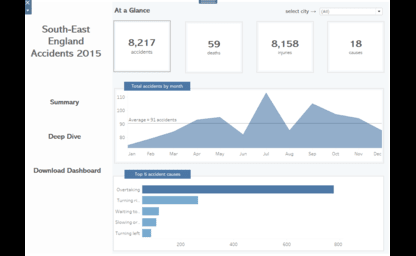 South-East
England
Accidents 2015
Summary
Deep Dive
Download Dashboard
At a Glance
select city →
(All)
8,217
accidents
59
deaths
8,158
injuries
18
causes
Total accidents by month
120
100
80
60
Average = 91 accidents
Jan Feb Mar Apr May Jun Jul Aug Sep Oct Nov Dec
Top 5 accident causes
Overtaking
Turning ri..
Waiting to..
Slowing or..
Turning left
200 400 600 800